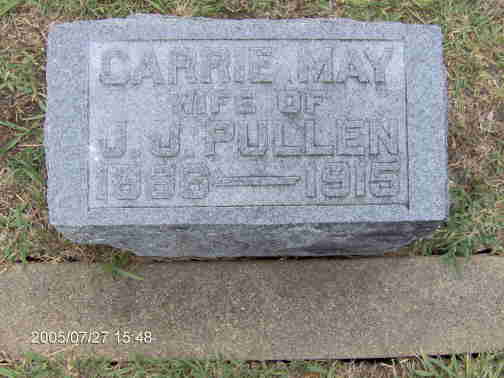 CARRIE MAY
WIFE OF
J. J. PULLEN
1915
2005/07/27 15:48